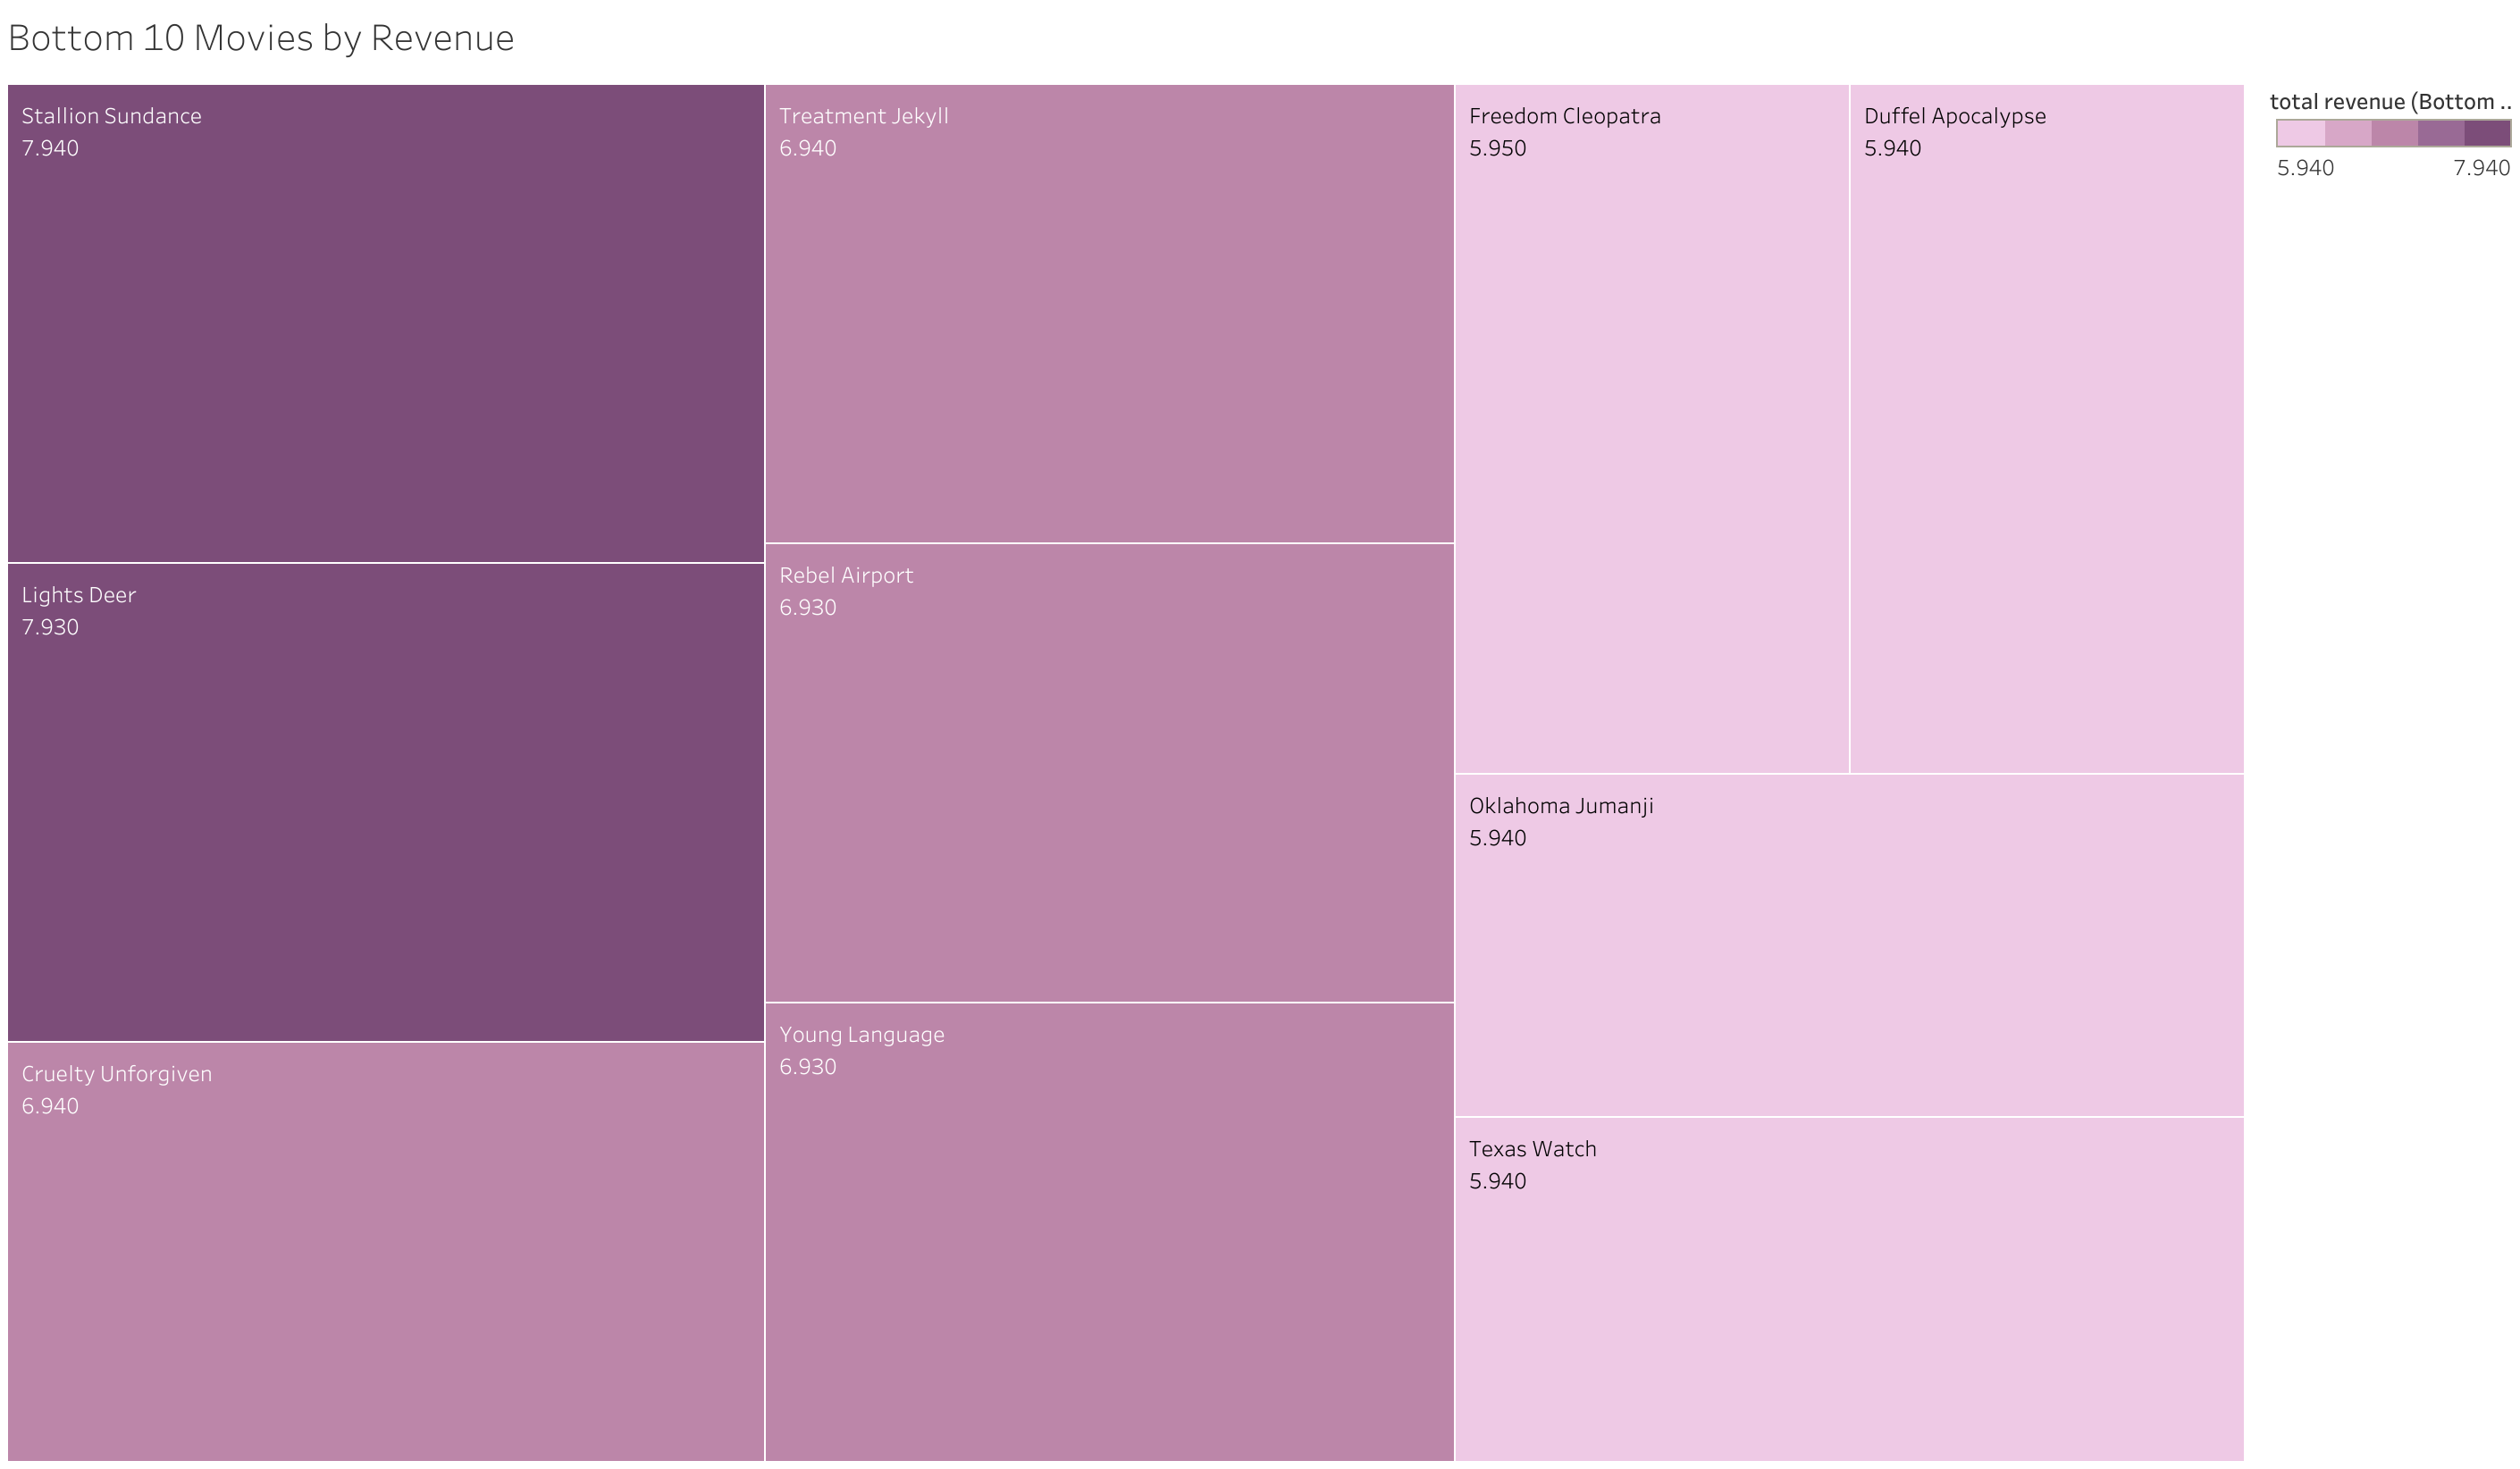 Bottom 10 Movies by Revenue
Stallion Sundance
7.940
Lights Deer
7.930
Cruelty Unforgiven
6.940
Treatment Jekyll
6.940
Rebel Airport
6.930
Young Language
6.930
Freedom Cleopatra
5.950
Duffel Apocalypse
5.940
Oklahoma Jumanji
5.940
Texas Watch
5.940
total revenue (Bottom ..
5.940 7.940